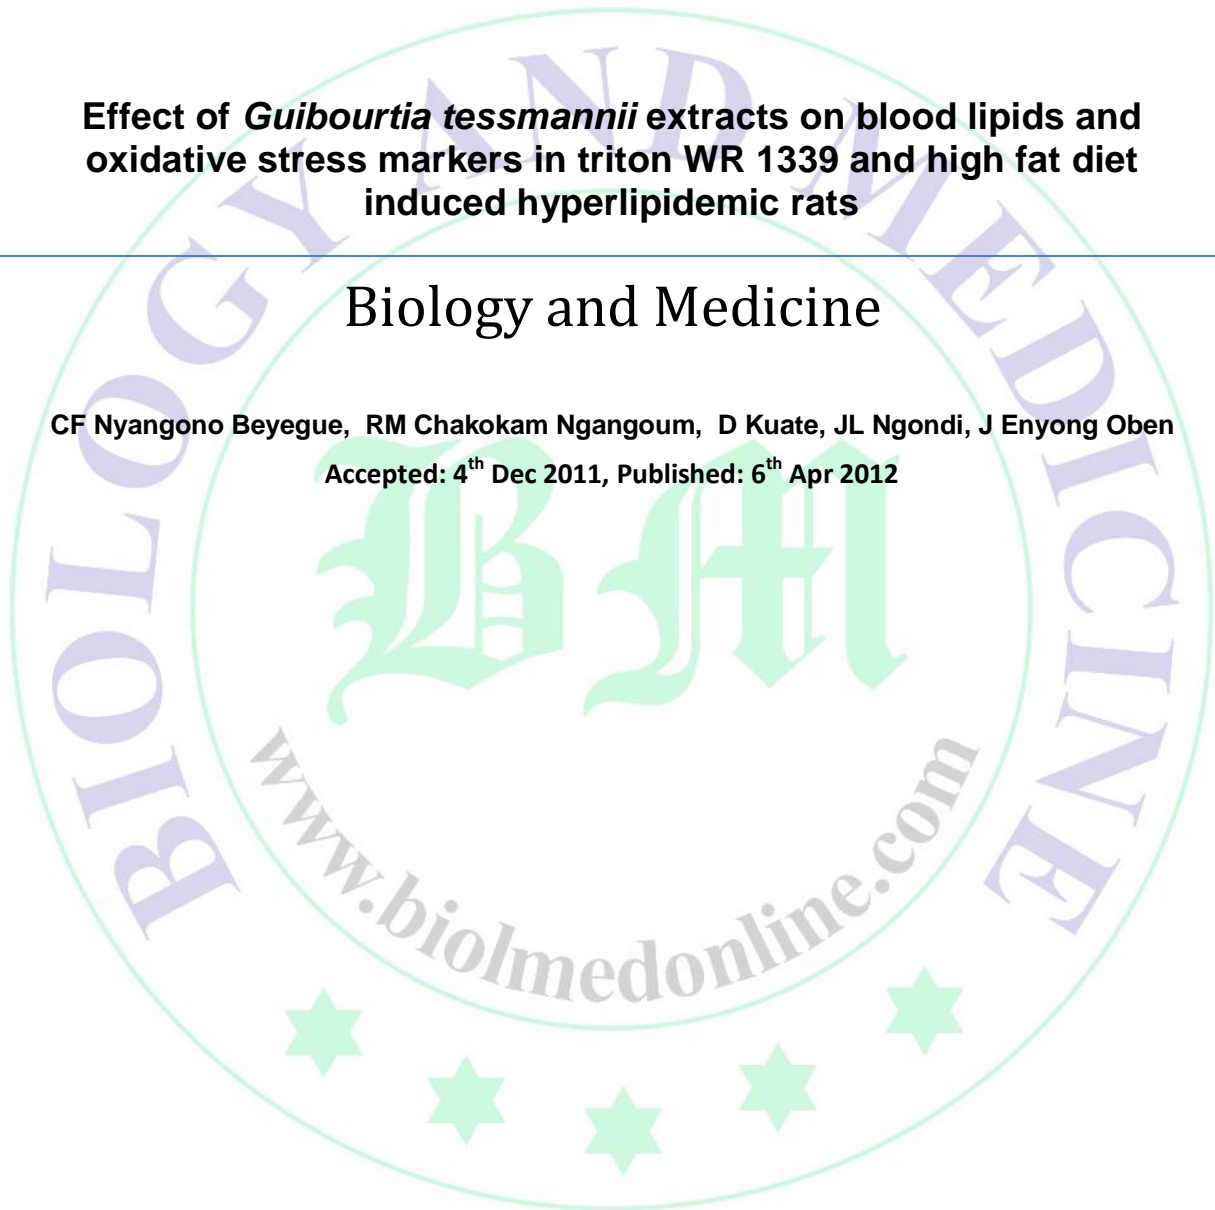 Effect of Guibourtia tessmannii extracts on blood lipids and
oxidative stress markers in triton WR 1339 and high fat diet
induced hyperlipidemic rats
Biology and Medicine
CF Nyangono Beyegue, RM Chakokam Ngangoum, D Kuate, JL Ngondi, J Enyong Oben
Accepted: 4th Dec 2011, Published: 6th Apr 2012
BIOLOGY AND MEDICINE
BM
www.biolmedonline.com